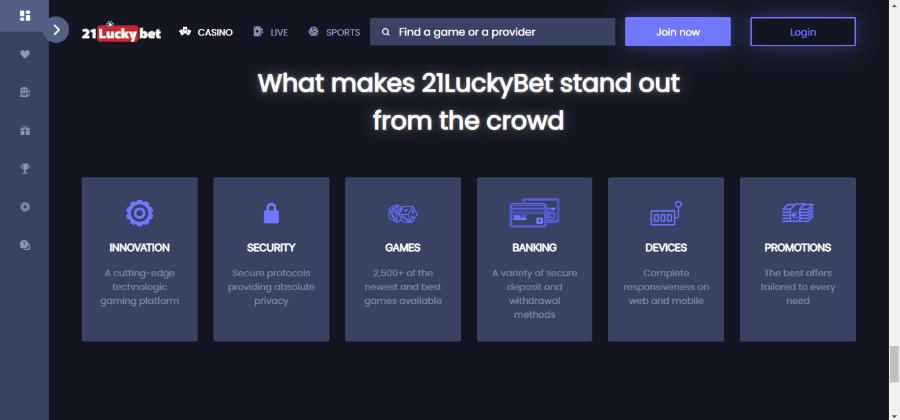 21Luckybet
CASINO
LIVE
SPORTS
Find a game or a provider
Join now
Login
What makes 21LuckyBet stand out
from the crowd
INNOVATION
A cutting-edge
technologic
gaming platform
SECURITY
Secure protocols
providing absolute
privacy
GAMES
2,500+ of the
newest and best
games available
BANKING
A variety of secure
deposit and
withdrawal
methods
DEVICES
Complete
responsiveness on
web and mobile
PROMOTIONS
The best offers
tailored to every
need